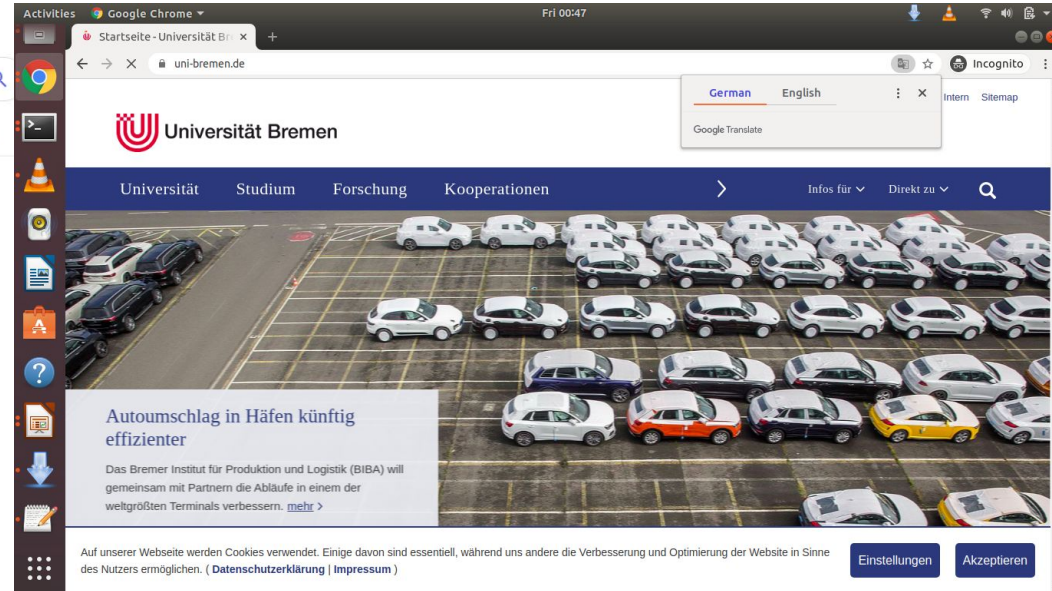 Activities Google Chrome Fri 00:47
Startseite - Universität Br
uni-bremen.de Incognito
German English
Google Translate
Intern Sitemap
Universität Bremen
Universität Studium Forschung Kooperationen Infos für Direkt zu
Autoumschlag in Häfen künftig
effizienter
Das Bremer Institut für Produktion und Logistik (BIBA) will
gemeinsam mit Partnern die Abläufe in einem der
weltgrößten Terminals verbessern. mehr >
Auf unserer Webseite werden Cookies verwendet. Einige davon sind essentiell, während uns andere die Verbesserung und Optimierung der Website in Sinne
des Nutzers ermöglichen. ( Datenschutzerklärung | Impressum )
Einstellungen Akzeptieren